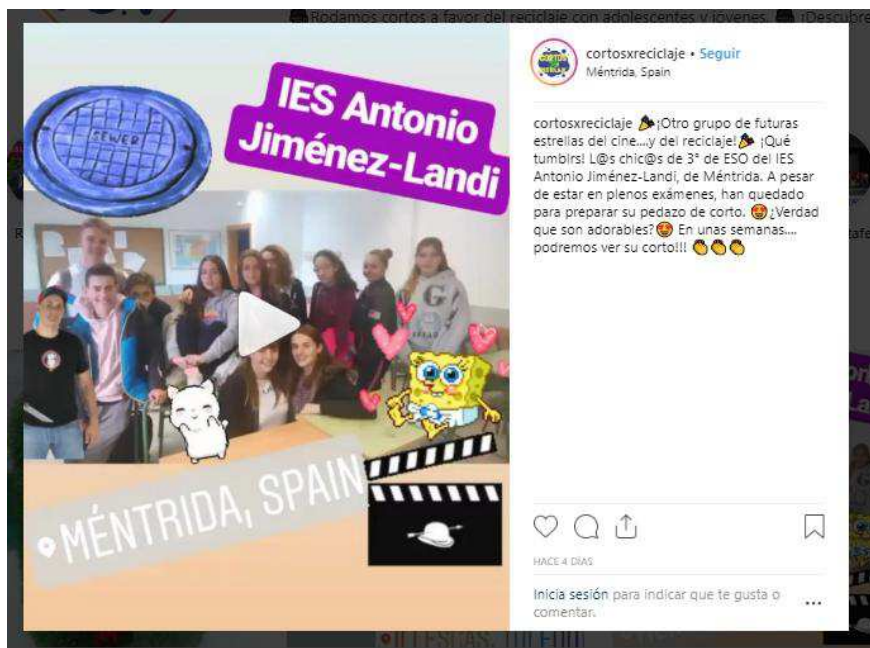 Rodamos cortos a favor del reciclaje con adolescentes y jóvenes. ¡Descubre
SEWER
IES Antonio
Jiménez-Landi
G
MÉNTRIDA, SPAIN
cortosxreciclaje • Seguir
Méntrida, Spain
cortosxreciclaje 🎉¡Otro grupo de futuras
estrellas del cine....y del reciclaje!🎉 ¡Qué
tumblrs! L@s chic@s de 3° de ESO del IES
Antonio Jiménez-Landi, de Méntrida. A pesar
de estar en plenos exámenes, han quedado
para preparar su pedazo de corto. 😍¿Verdad
que son adorables?😍 En unas semanas....
podremos ver su corto!!! 👏👏👏
HACE 4 DÍAS
Inicia sesión para indicar que te gusta o
comentar.
ILLESCAS, TOLEDO